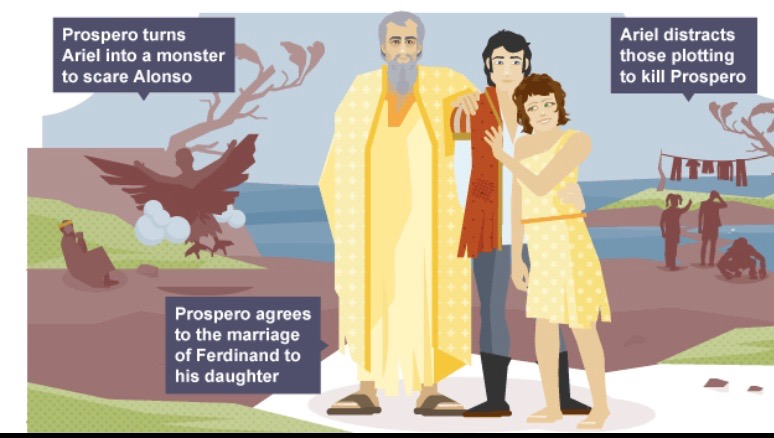 Prospero turns
Ariel into a monster
to scare Alonso
Ariel distracts
those plotting
to kill Prospero
Prospero agrees
to the marriage
of Ferdinand to
his daughter